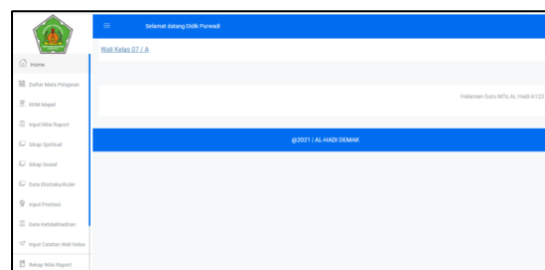 Selamat datang Didik Purwadi
Wali Kelas 07 / A
Home
Daftar Mata Pelajaran
KKM Mapel
Input Nilai Raport
Sikap Spiritual
Sikap Sosial
Data Ekstrakurikuler
Input Prestasi
Data Ketidakhadiran
Input Catatan Wali Kelas
Rekap Nilai Raport
Halaman Guru MTs AL Hadi 4123
@2021 | AL-HADI DEMAK